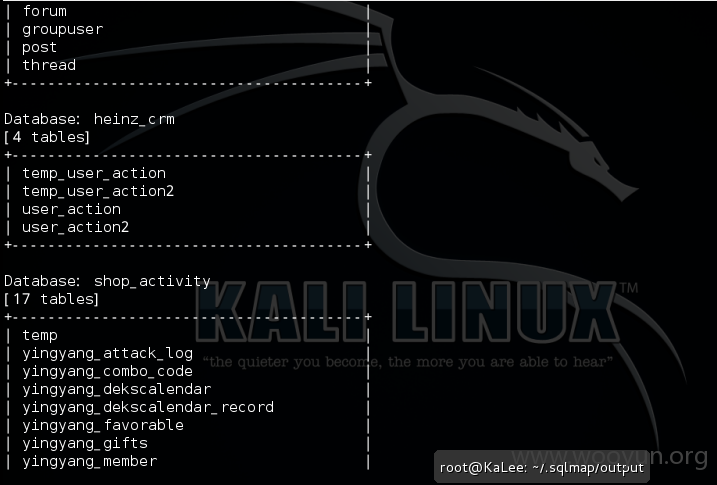 | forum |
| groupuser |
| post |
| thread |
+--------------------------------------+
Database: heinz_crm
[4 tables]
+--------------------------------------+
| temp_user_action |
| temp_user_action2 |
| user_action |
| user_action2 |
+--------------------------------------+
Database: shop_activity
[17 tables]
+--------------------------------------+
| temp |
| yingyang_attack_log |
| yingyang_combo_code |
| yingyang_dekscalendar |
| yingyang_dekscalendar_record |
| yingyang_favorable |
| yingyang_gifts |
| yingyang_member |
KALI LINUX™
“the quieter you become, the more you are able to hear”
www.wooyun.org
root@KaLee: ~/.sqlmap/output